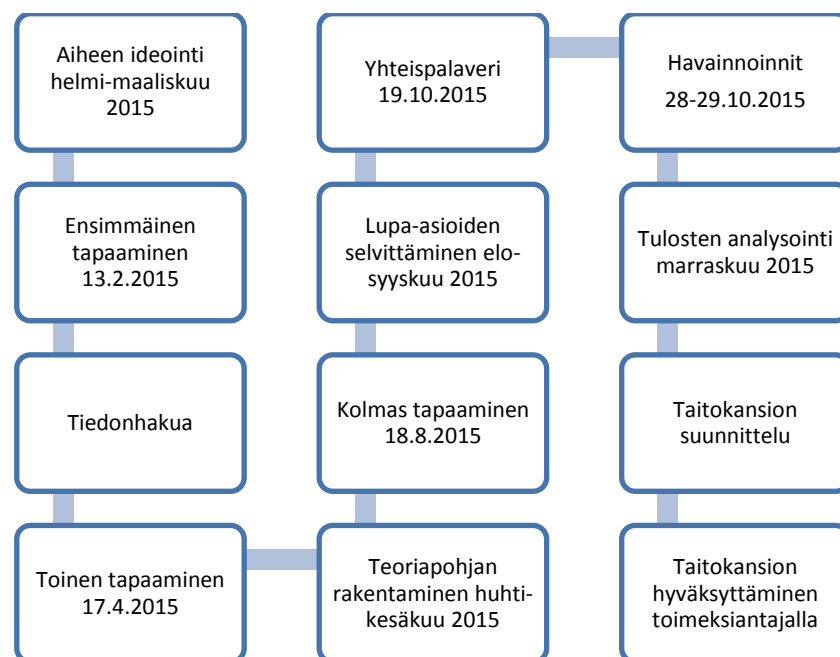 Aiheen ideointi
helmi-maaliskuu
2015
Ensimmäinen
tapaaminen
13.2.2015
Tiedonhakua
Toinen tapaaminen
17.4.2015
Teoriapohjan
rakentaminen huhti-
kesäkuu 2015
Kolmas tapaaminen
18.8.2015
Lupa-asioiden
selvittäminen elo-
syyskuu 2015
Yhteispalaveri
19.10.2015
Havainnoinnit
28-29.10.2015
Tulosten analysointi
marraskuu 2015
Taitokansion
suunnittelu
Taitokansion
hyväksyttäminen
toimeksiantajalla